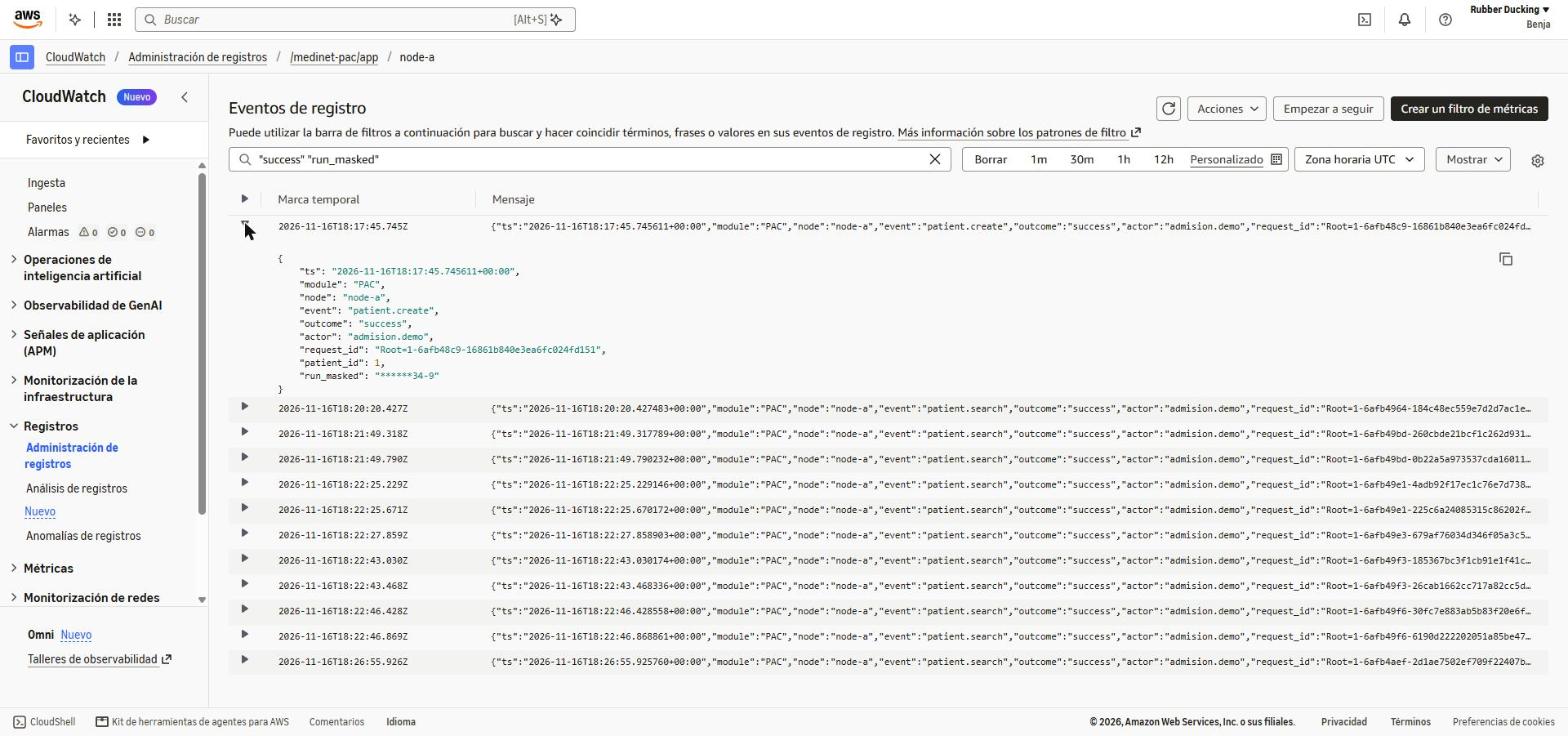 aws
Buscar
[Alt+S]
Rubber Ducking
Benja
CloudWatch / Administración de registros / /medinet-pac/app / node-a
CloudWatch Nuevo
Favoritos y recientes
Ingesta
Paneles
Alarmas 0 0 0
Operaciones de
inteligencia artificial
Observabilidad de GenAI
Señales de aplicación
(APM)
Monitorización de la
infraestructura
Registros
Administración de
registros
Análisis de registros
Nuevo
Anomalías de registros
Métricas
Monitorización de redes
Omni Nuevo
Talleres de observabilidad
Eventos de registro
Acciones
Empezar a seguir
Crear un filtro de métricas
Puede utilizar la barra de filtros a continuación para buscar y hacer coincidir términos, frases o valores en sus eventos de registro. Más información sobre los patrones de filtro
"success" "run_masked"
Borrar 1m 30m 1h 12h Personalizado
Zona horaria UTC
Mostrar
Marca temporal Mensaje
2026-11-16T18:17:45.745Z {"ts":"2026-11-16T18:17:45.745611+00:00","module":"PAC","node":"node-a","event":"patient.create","outcome":"success","actor":"admision.demo","request_id":"Root=1-6afb48c9-16861b840e3ea6fc024fd…
{
"ts": "2026-11-16T18:17:45.745611+00:00",
"module": "PAC",
"node": "node-a",
"event": "patient.create",
"outcome": "success",
"actor": "admision.demo",
"request_id": "Root=1-6afb48c9-16861b840e3ea6fc024fd151",
"patient_id": 1,
"run_masked": "******34-9"
}
2026-11-16T18:20:20.427Z {"ts":"2026-11-16T18:20:20.427483+00:00","module":"PAC","node":"node-a","event":"patient.search","outcome":"success","actor":"admision.demo","request_id":"Root=1-6afb4964-184c48ec559e7d2d7ac1e…
2026-11-16T18:21:49.318Z {"ts":"2026-11-16T18:21:49.317789+00:00","module":"PAC","node":"node-a","event":"patient.search","outcome":"success","actor":"admision.demo","request_id":"Root=1-6afb49bd-260cbde21bcf1c262d931…
2026-11-16T18:21:49.790Z {"ts":"2026-11-16T18:21:49.790232+00:00","module":"PAC","node":"node-a","event":"patient.search","outcome":"success","actor":"admision.demo","request_id":"Root=1-6afb49bd-0b22a5a973537cda16011…
2026-11-16T18:22:25.229Z {"ts":"2026-11-16T18:22:25.229146+00:00","module":"PAC","node":"node-a","event":"patient.search","outcome":"success","actor":"admision.demo","request_id":"Root=1-6afb49e1-4adb92f17ec1c76e7d738…
2026-11-16T18:22:25.671Z {"ts":"2026-11-16T18:22:25.670172+00:00","module":"PAC","node":"node-a","event":"patient.search","outcome":"success","actor":"admision.demo","request_id":"Root=1-6afb49e1-225c6a24085315c86202f…
2026-11-16T18:22:27.859Z {"ts":"2026-11-16T18:22:27.858903+00:00","module":"PAC","node":"node-a","event":"patient.search","outcome":"success","actor":"admision.demo","request_id":"Root=1-6afb49e3-679af76034d346f05a3c5…
2026-11-16T18:22:43.030Z {"ts":"2026-11-16T18:22:43.030174+00:00","module":"PAC","node":"node-a","event":"patient.search","outcome":"success","actor":"admision.demo","request_id":"Root=1-6afb49f3-185367bc3f1cb91e1f41c…
2026-11-16T18:22:43.468Z {"ts":"2026-11-16T18:22:43.468336+00:00","module":"PAC","node":"node-a","event":"patient.search","outcome":"success","actor":"admision.demo","request_id":"Root=1-6afb49f3-26cab1662cc717a82cc5d…
2026-11-16T18:22:46.428Z {"ts":"2026-11-16T18:22:46.428558+00:00","module":"PAC","node":"node-a","event":"patient.search","outcome":"success","actor":"admision.demo","request_id":"Root=1-6afb49f6-30fc7e883ab5b83f20e6f…
2026-11-16T18:22:46.869Z {"ts":"2026-11-16T18:22:46.868861+00:00","module":"PAC","node":"node-a","event":"patient.search","outcome":"success","actor":"admision.demo","request_id":"Root=1-6afb49f6-6190d222202051a85be47…
2026-11-16T18:26:55.926Z {"ts":"2026-11-16T18:26:55.925760+00:00","module":"PAC","node":"node-a","event":"patient.search","outcome":"success","actor":"admision.demo","request_id":"Root=1-6afb4aef-2d1ae7502ef709f22407b…
CloudShell
Kit de herramientas de agentes para AWS
Comentarios
Idioma
© 2026, Amazon Web Services, Inc. o sus filiales.
Privacidad
Términos
Preferencias de cookies